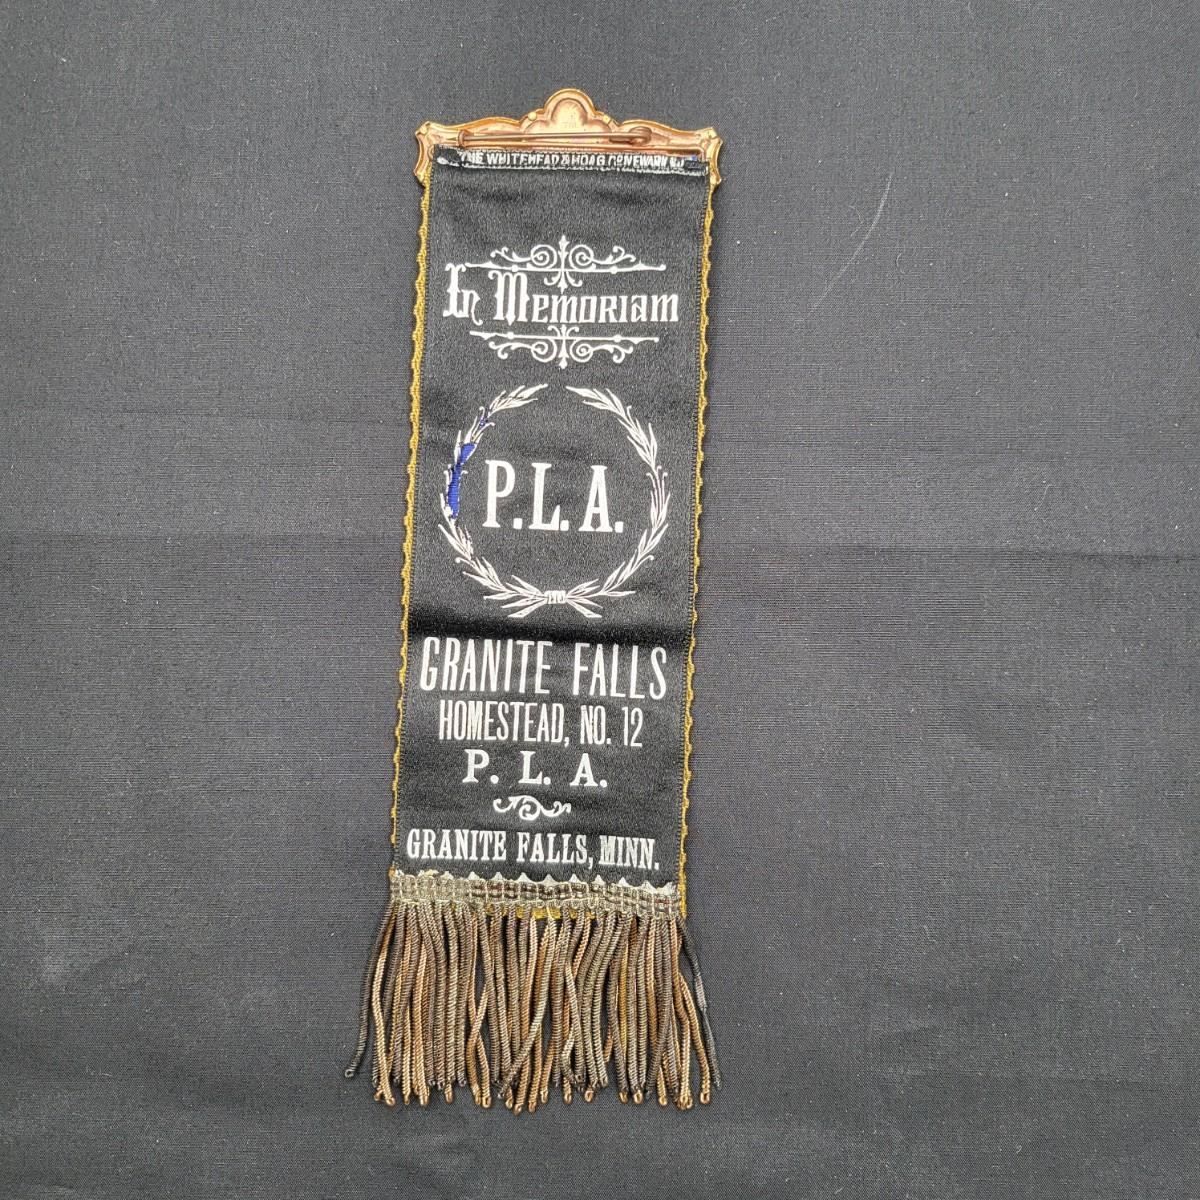 THE WHITEHEAD & HOAG CO. NEWARK N.J.
In Memoriam
P.L.A.
GRANITE FALLS
HOMESTEAD, NO. 12
P. L. A.
GRANITE FALLS, MINN.